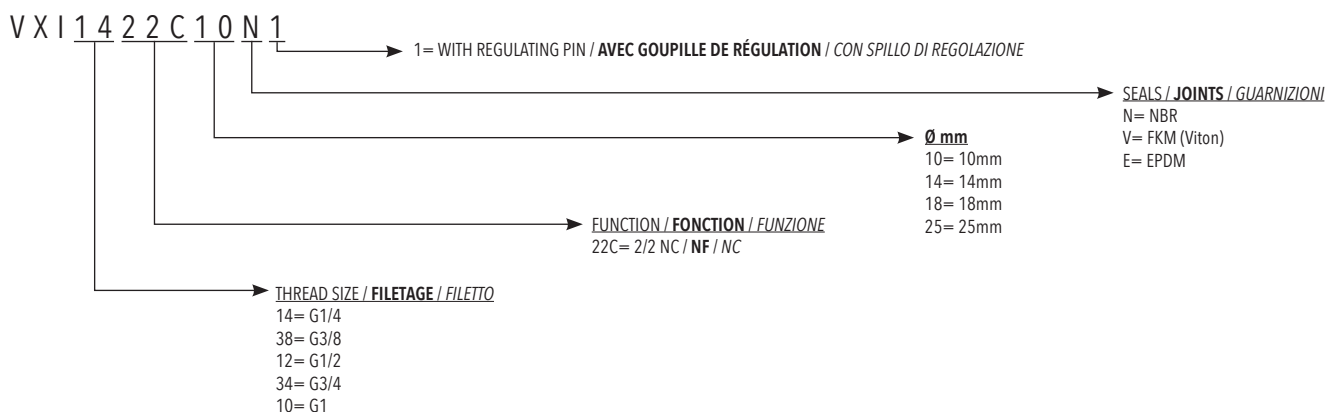 VXI1422C10N1
1= WITH REGULATING PIN / AVEC GOUPILLE DE RÉGULATION / CON SPILLO DI REGOLAZIONE
SEALS / JOINTS / GUARNIZIONI
N= NBR
V= FKM (Viton)
E= EPDM
Ø mm
10= 10mm
14= 14mm
18= 18mm
25= 25mm
FUNCTION / FONCTION / FUNZIONE
22C= 2/2 NC / NF / NC
THREAD SIZE / FILETAGE / FILETTO
14= G1/4
38= G3/8
12= G1/2
34= G3/4
10= G1